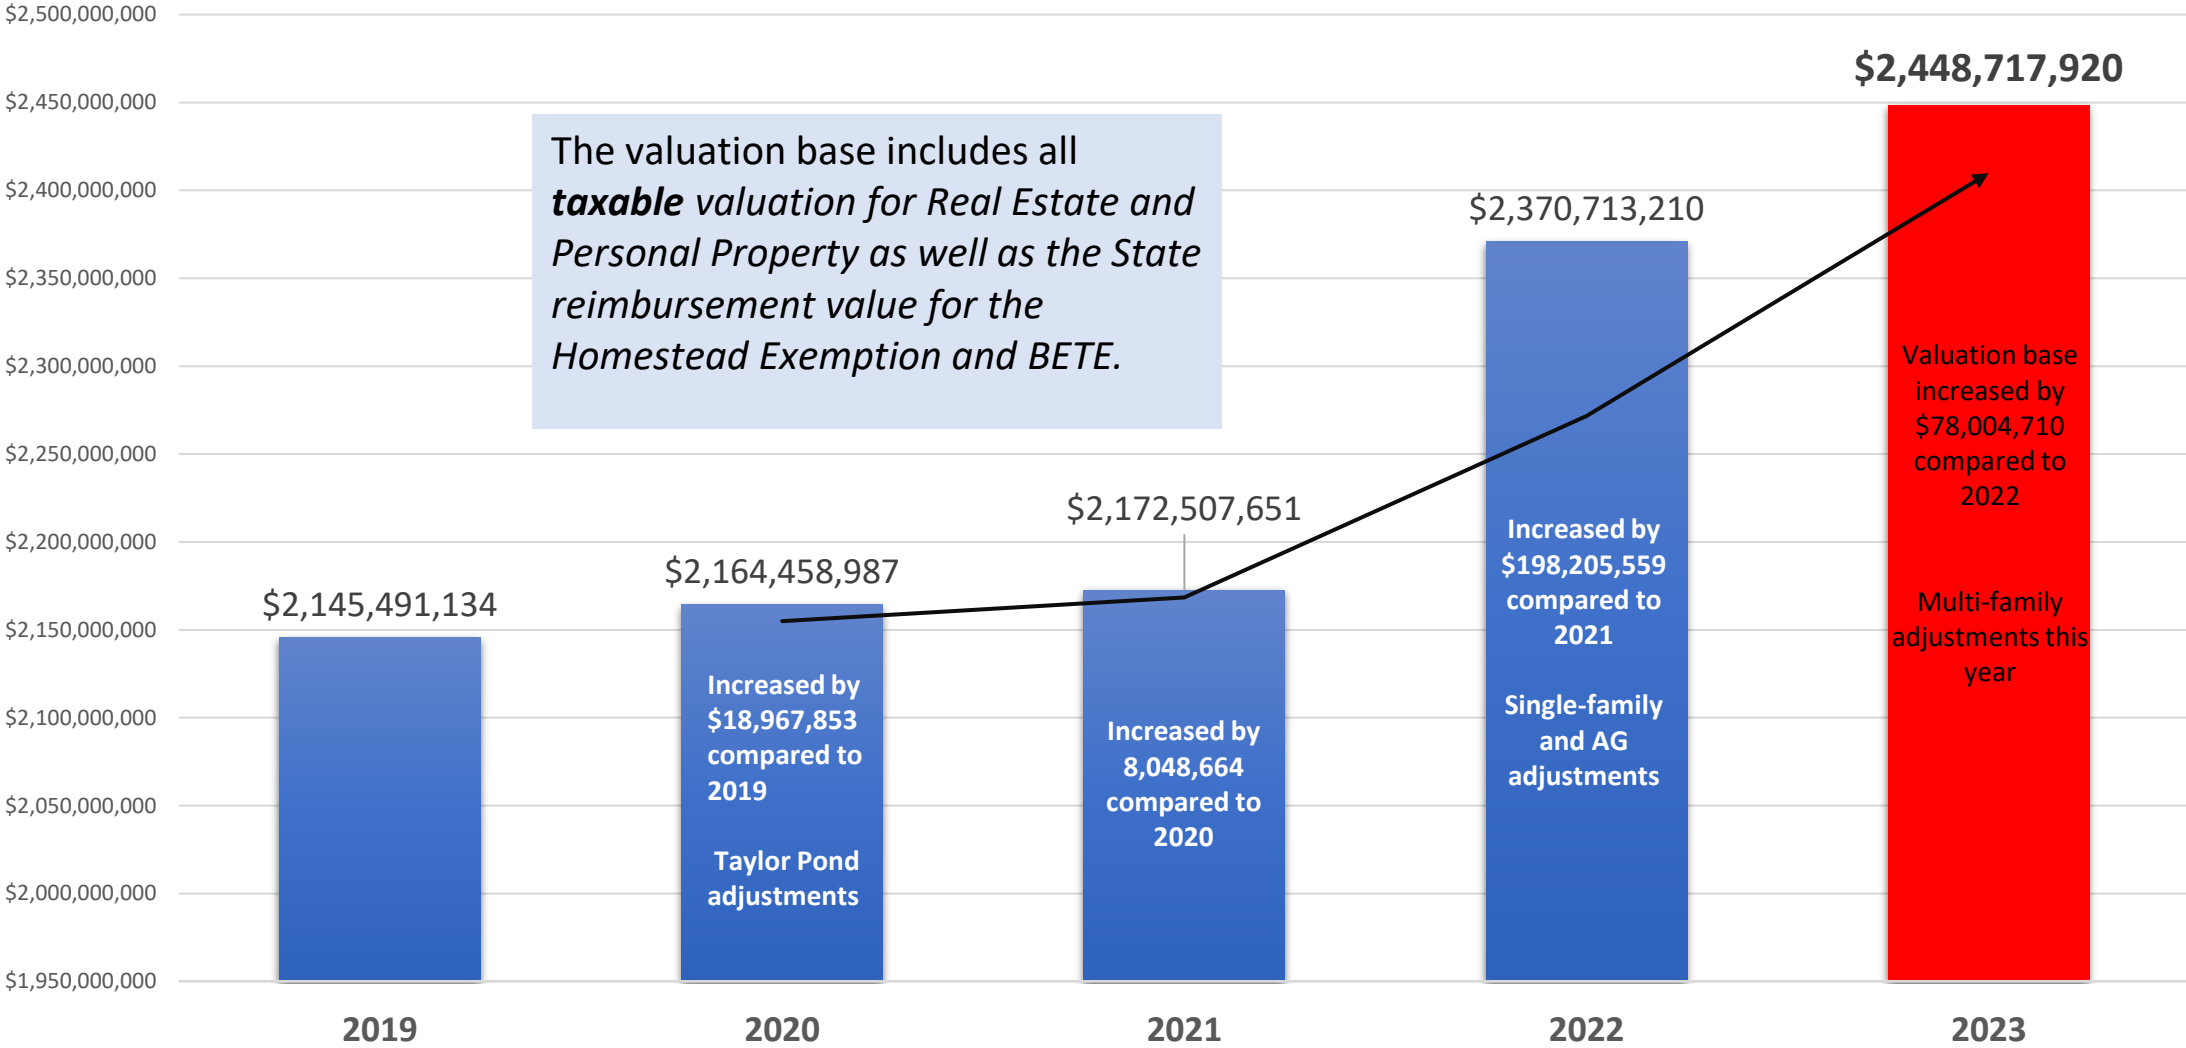 $2,500,000,000
$2,450,000,000
$2,400,000,000
$2,350,000,000
$2,300,000,000
$2,250,000,000
$2,200,000,000
$2,150,000,000
$2,100,000,000
$2,050,000,000
$2,000,000,000
$1,950,000,000
The valuation base includes all
taxable valuation for Real Estate and
Personal Property as well as the State
reimbursement value for the
Homestead Exemption and BETE.
$2,145,491,134
$2,164,458,987
Increased by
$18,967,853
compared to
2019
Taylor Pond
adjustments
$2,172,507,651
Increased by
8,048,664
compared to
2020
$2,370,713,210
Increased by
$198,205,559
compared to
2021
Single-family
and AG
adjustments
$2,448,717,920
Valuation base
increased by
$78,004,710
compared to
2022
Multi-family
adjustments this
year
2019
2020
2021
2022
2023